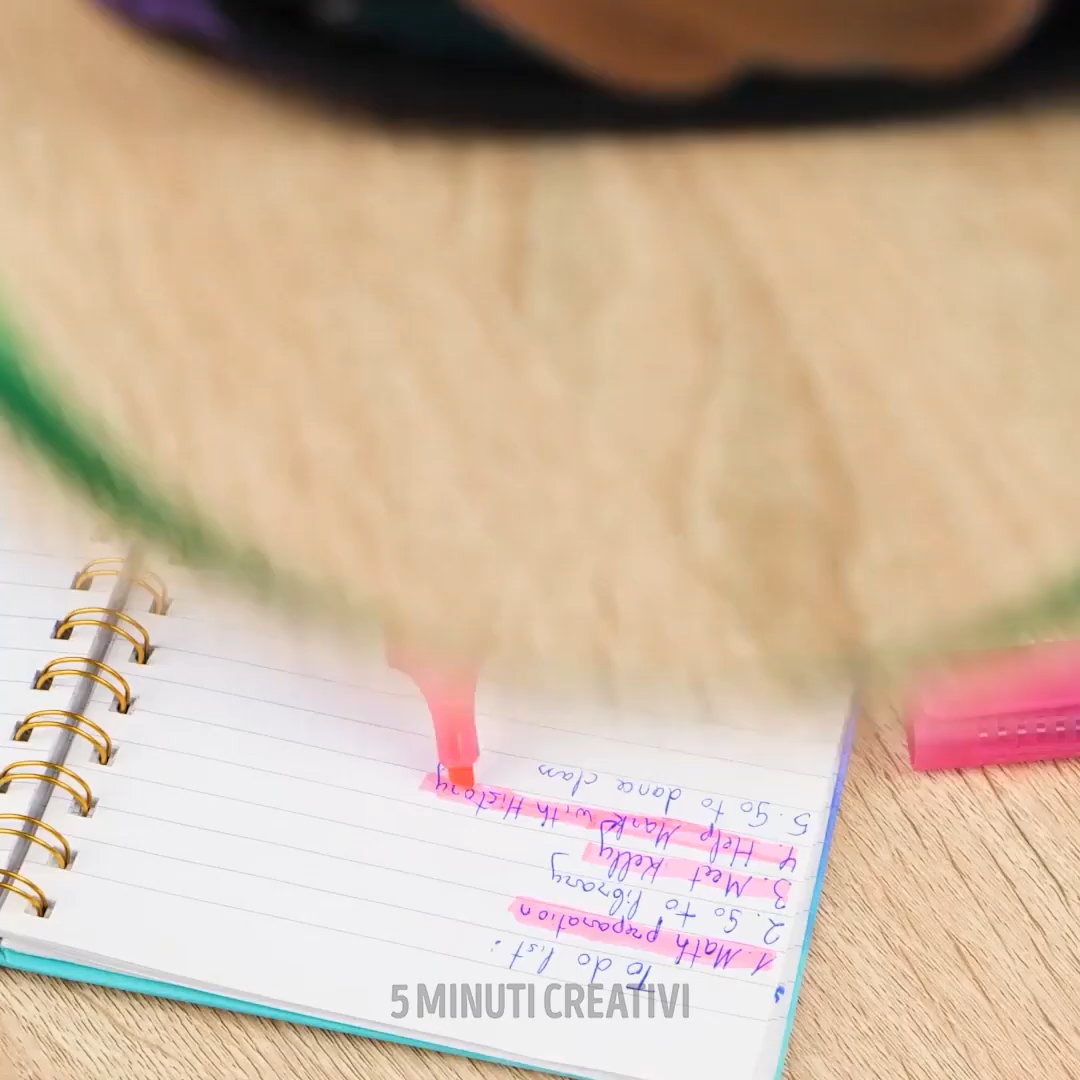 To do list:
1. Math preparation
2. Go to library
3. Meet Kelly
4. Help Mark with History
5. Go to dance class
5 MINUTI CREATIVI